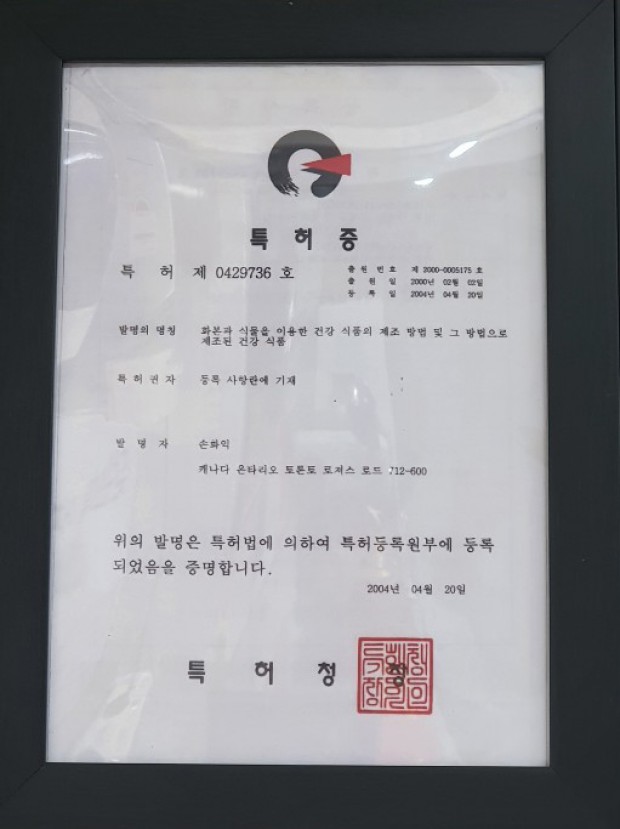 특허증
특허 제 0429736 호
출원번호 제 2000-0005175 호
출원일 2000년 02월 02일
등록일 2004년 04월 20일
발명의 명칭 화본과 식물을 이용한 건강 식품의 제조 방법 및 그 방법으로
제조된 건강 식품
특허권자 등록 사항란에 기재
발명자 손화익
캐나다 온타리오 토론토 로저스 로드 712-600
위의 발명은 특허법에 의하여 특허등록원부에 등록
되었음을 증명합니다.
2004년 04월 20일
특허청장